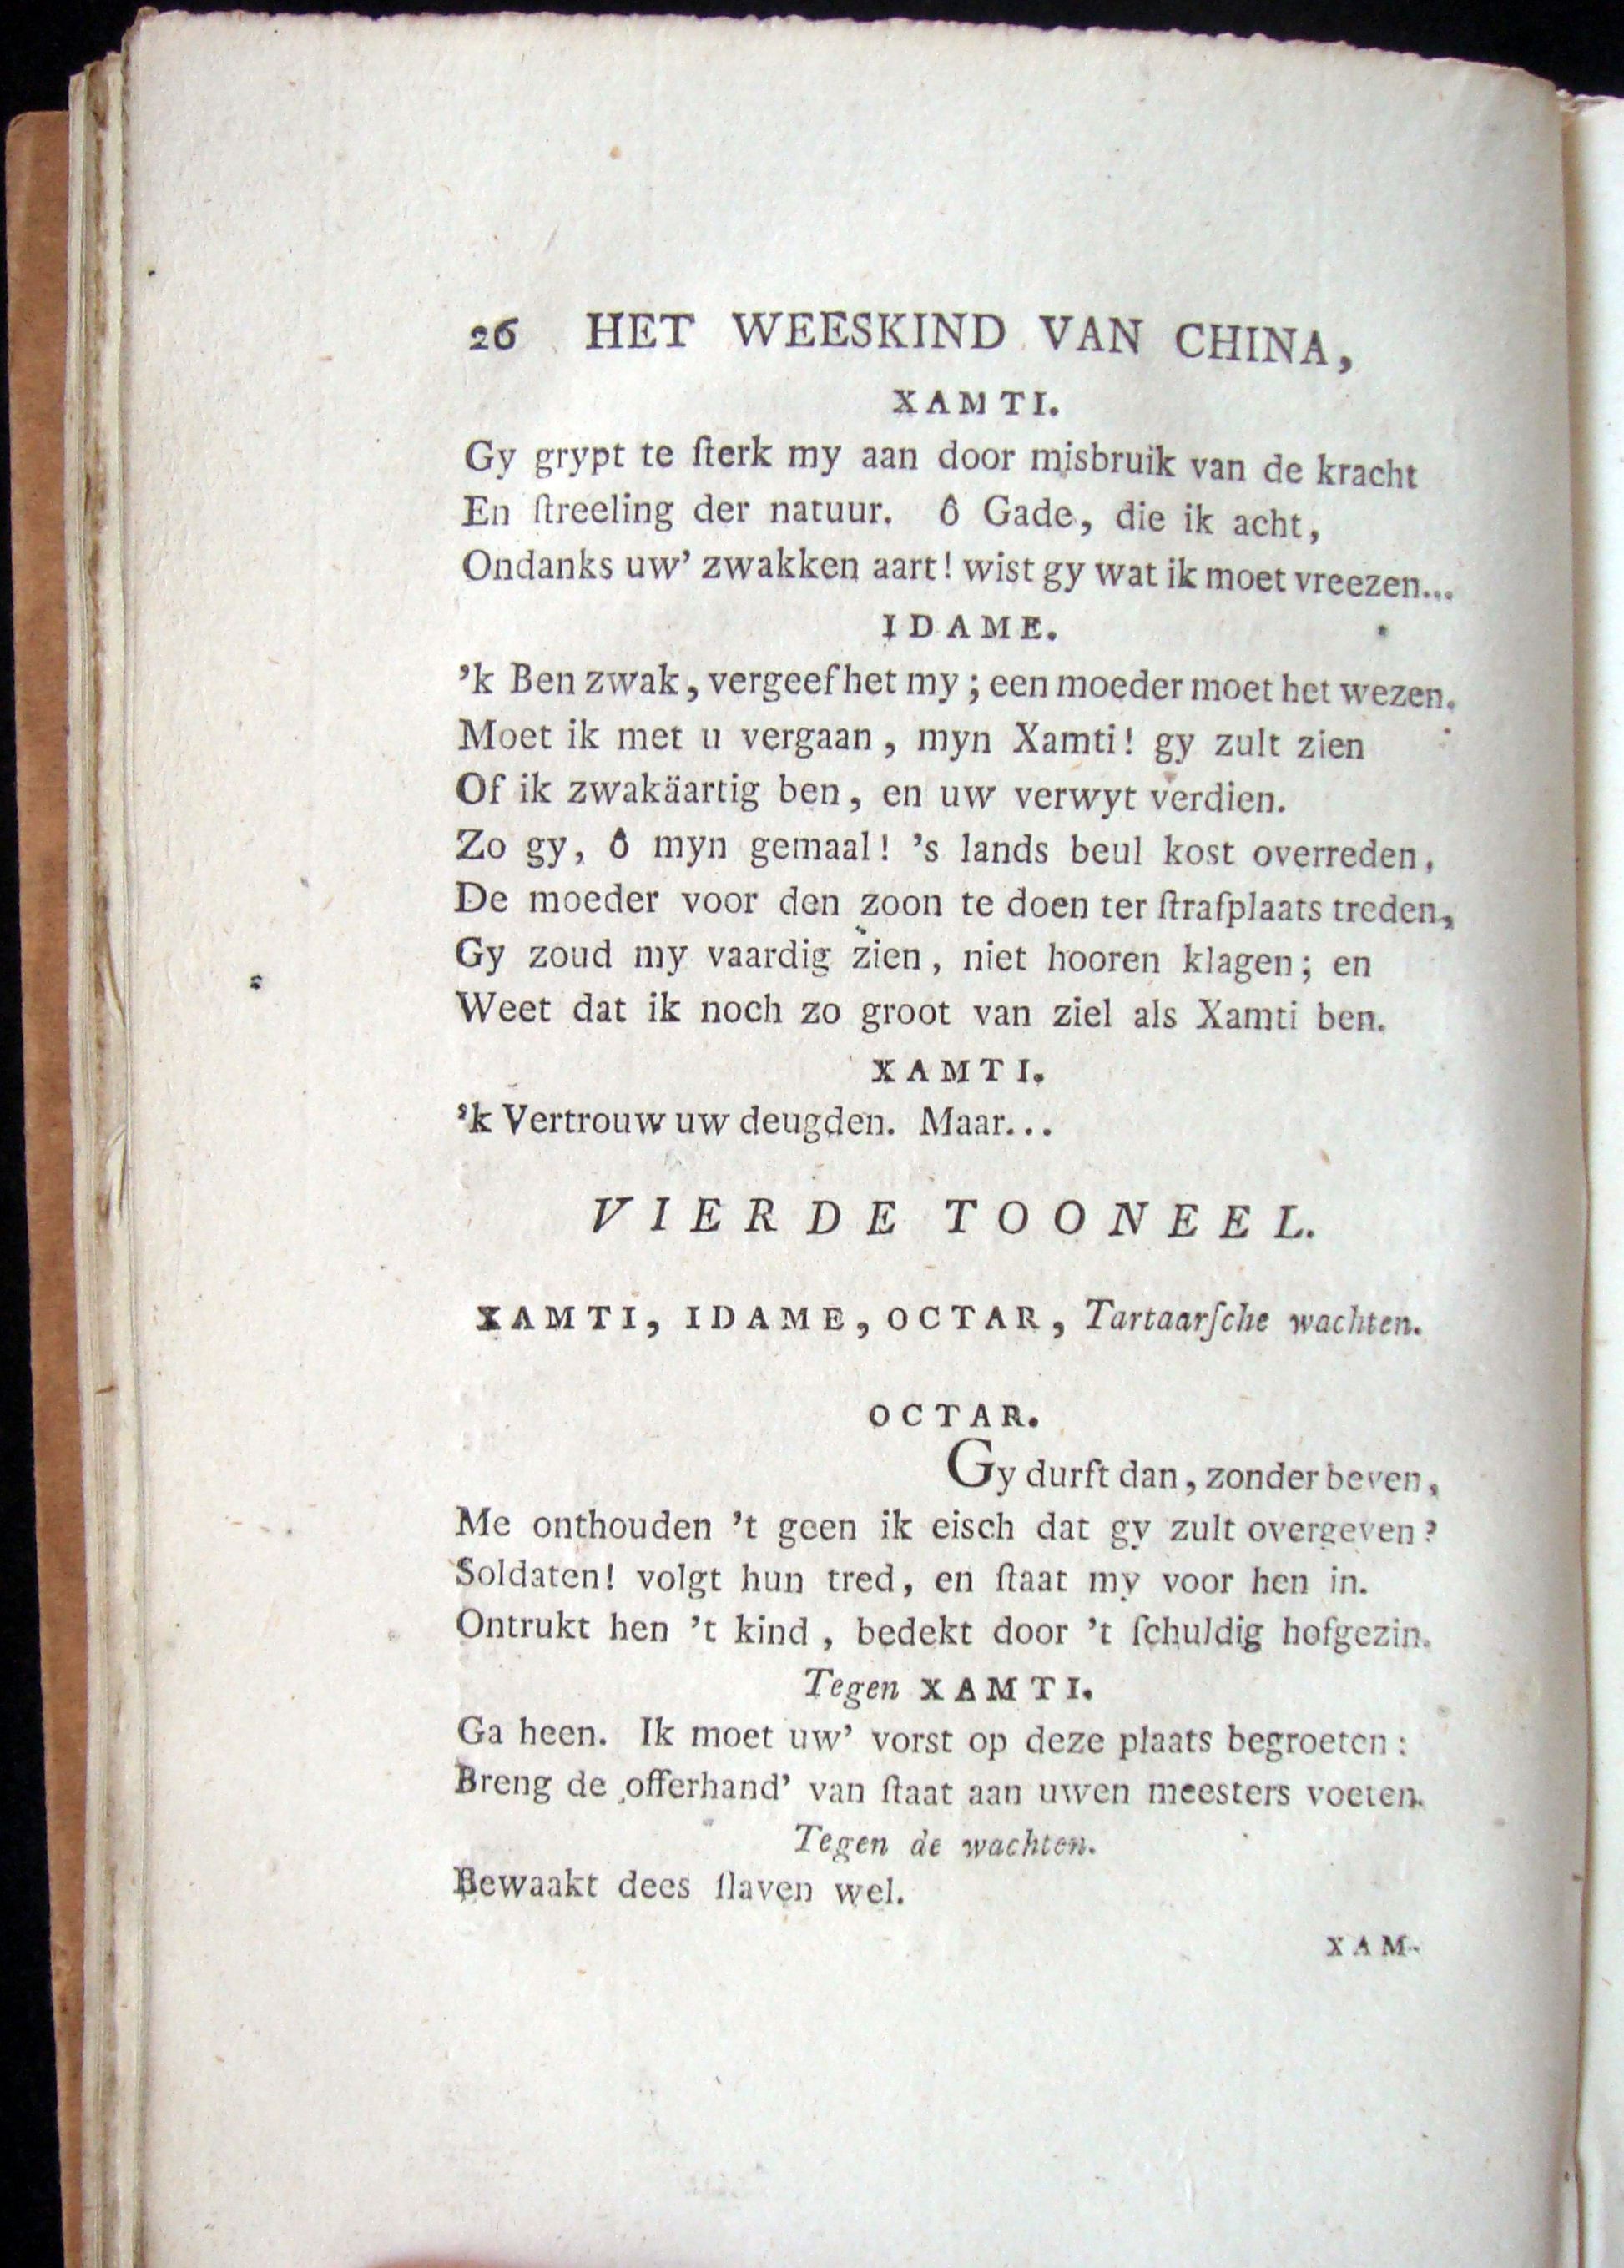 26 HET WEESKIND VAN CHINA,
XAMTI.
Gy grypt te ſterk my aan door misbruik van de kracht
En ſtreeling der natuur. ô Gade, die ik acht,
Ondanks uw’ zwakken aart! wist gy wat ik moet vreezen...
IDAME.
’k Ben zwak, vergeef het my; een moeder moet het wezen.
Moet ik met u vergaan, myn Xamti! gy zult zien
Of ik zwakäartig ben, en uw verwyt verdien.
Zo gy, ô myn gemaal! ’s lands beul kost overreden,
De moeder voor den zoon te doen ter ſtrafplaats treden,
Gy zoud my vaardig zien, niet hooren klagen; en
Weet dat ik noch zo groot van ziel als Xamti ben.
XAMTI.
’k Vertrouw uw deugden. Maar...
VIERDE TOONEEL.
XAMTI, IDAME, OCTAR, Tartaarſche wachten.
OCTAR.
Gy durft dan, zonder beven,
Me onthouden ’t geen ik eisch dat gy zult overgeven?
Soldaten! volgt hun tred, en ſtaat my voor hen in.
Ontrukt hen ’t kind, bedekt door ’t ſchuldig hofgezin.
Tegen XAMTI.
Ga heen. Ik moet uw’ vorst op deze plaats begroeten:
Breng de offerhand’ van ſtaat aan uwen meesters voeten.
Tegen de wachten.
Bewaakt dees ſlaven wel.
XAM-